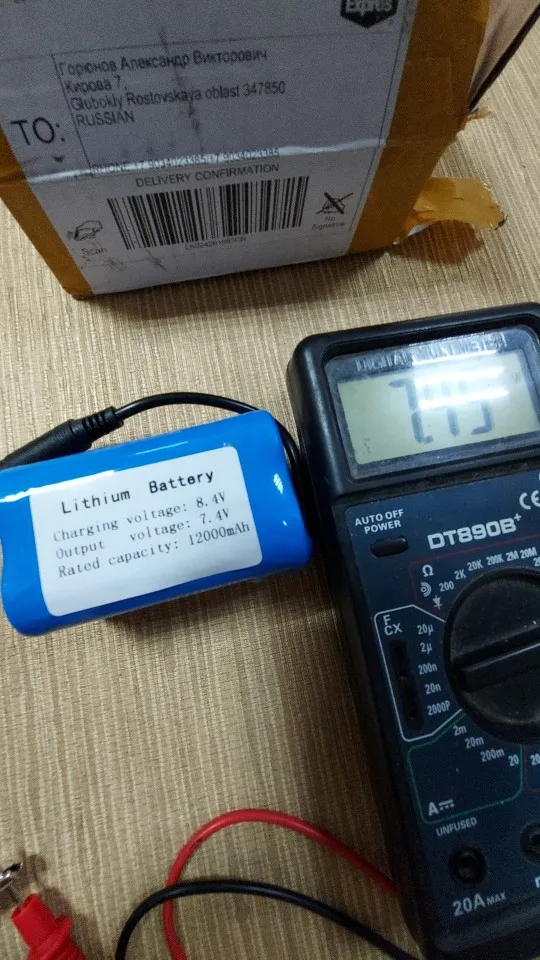 Expres
Горюнов Александр Викторович
Кирова 7,
Glubokiy Rostovskaya oblast 347850
RUSSIAN
TO:
DELIVERY CONFIRMATION
Scan
No
Signature
DIGITAL MULTIMETER
7.45
Lithium Battery
Charging voltage: 8.4V
Output voltage: 7.4V
Rated capacity: 12000mAh
AUTO OFF
POWER
DT890B+
CE
Ω
200 2K 20K 200K 2M 20M
F
CX
20μ
2μ
200n
20n
2000P
2m
20m
200m
20
A
UNFUSED
20A MAX